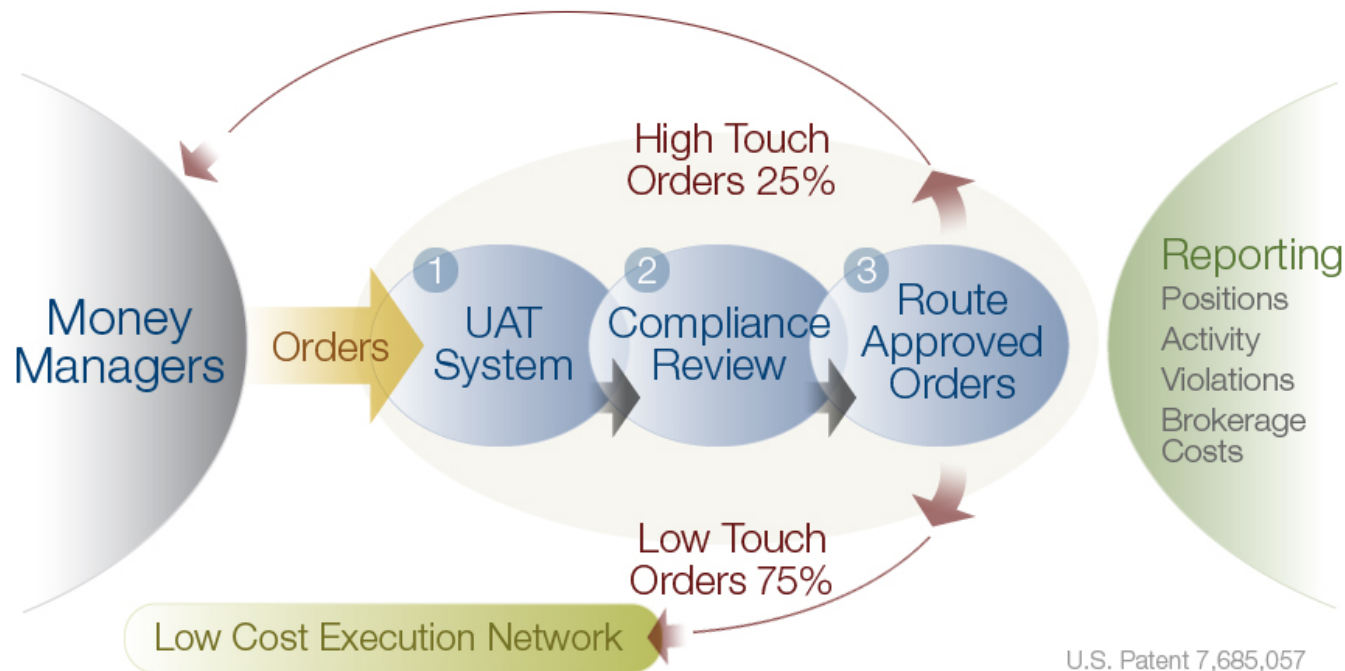 High Touch
Orders 25%
Money
Managers
Orders
1
UAT
System
2
Compliance
Review
3
Route
Approved
Orders
Reporting
Positions
Activity
Violations
Brokerage
Costs
Low Touch
Orders 75%
Low Cost Execution Network
U.S. Patent 7,685,057